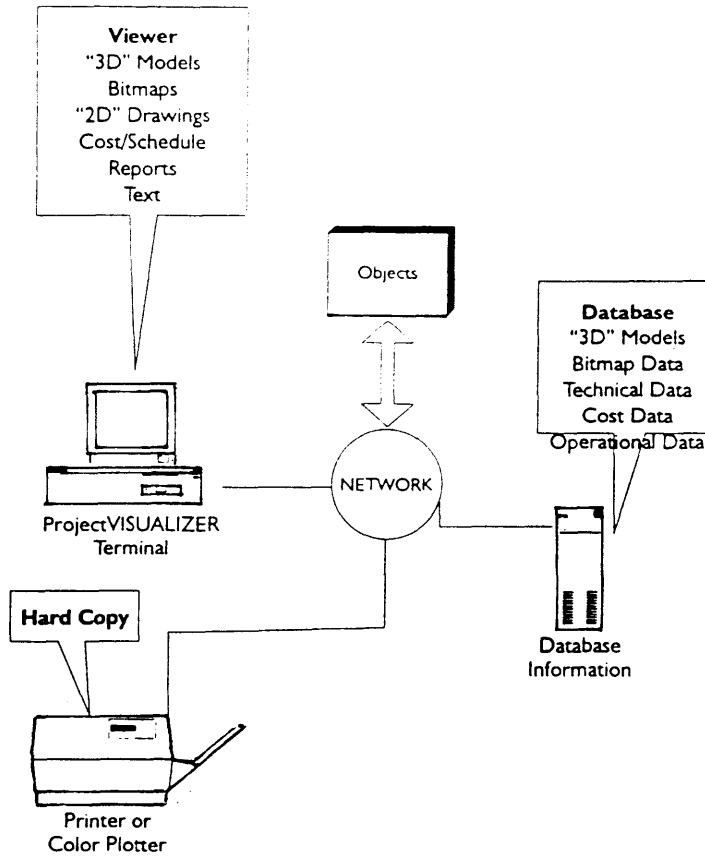 Viewer
“3D” Models
Bitmaps
“2D” Drawings
Cost/Schedule
Reports
Text
Objects
Database
“3D” Models
Bitmap Data
Technical Data
Cost Data
Operational Data
NETWORK
ProjectVISUALIZER
Terminal
Hard Copy
Database
Information
Printer or
Color Plotter